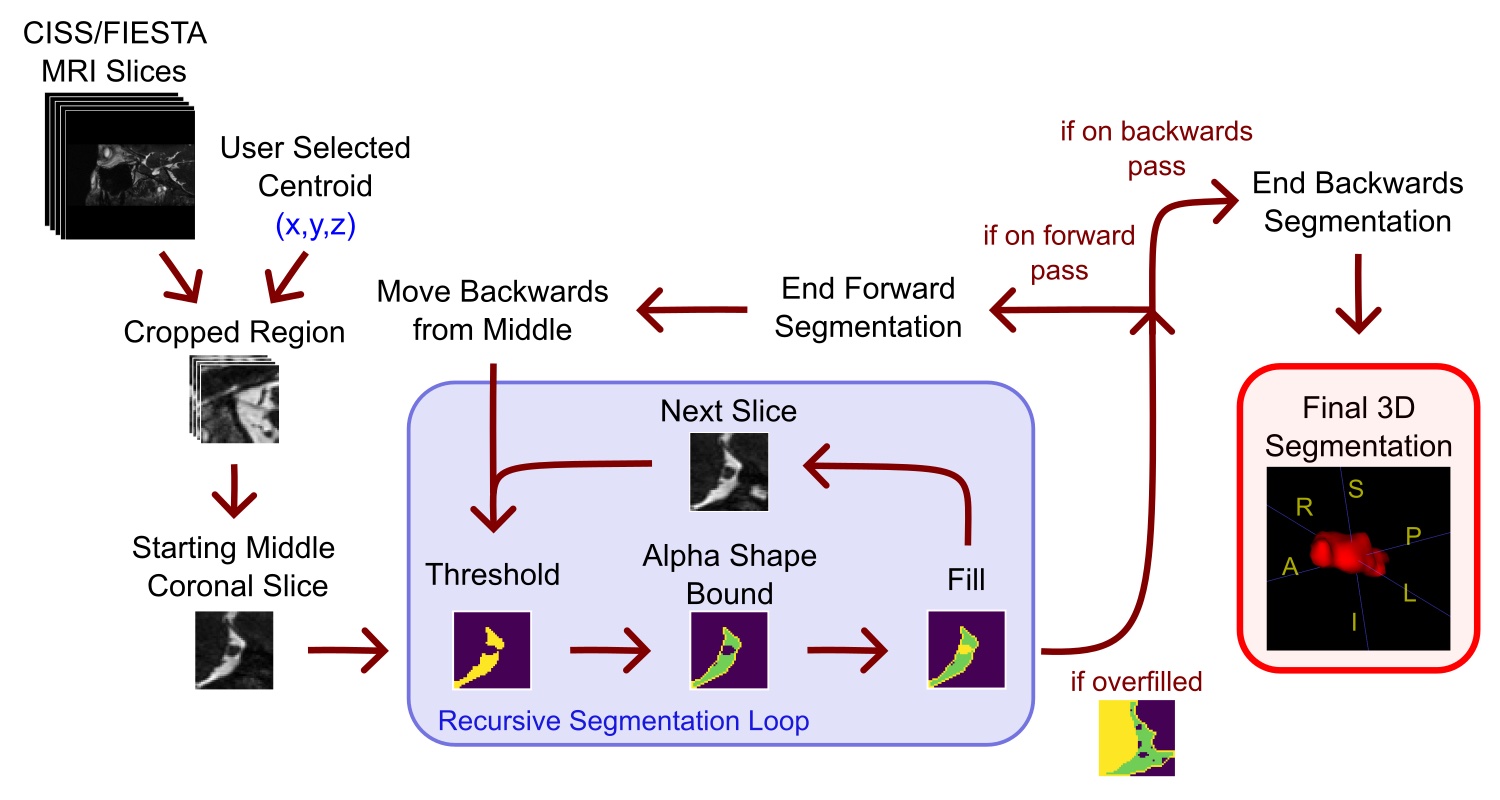 CISS/FIESTA
MRI Slices
User Selected
Centroid
(x,y,z)
Cropped Region
Starting Middle
Coronal Slice
Move Backwards
from Middle
End Forward
Segmentation
if on forward
pass
if on backwards
pass
End Backwards
Segmentation
Next Slice
Threshold
Alpha Shape
Bound
Fill
Recursive Segmentation Loop
if overfilled
Final 3D
Segmentation
S
R
P
A
L
I